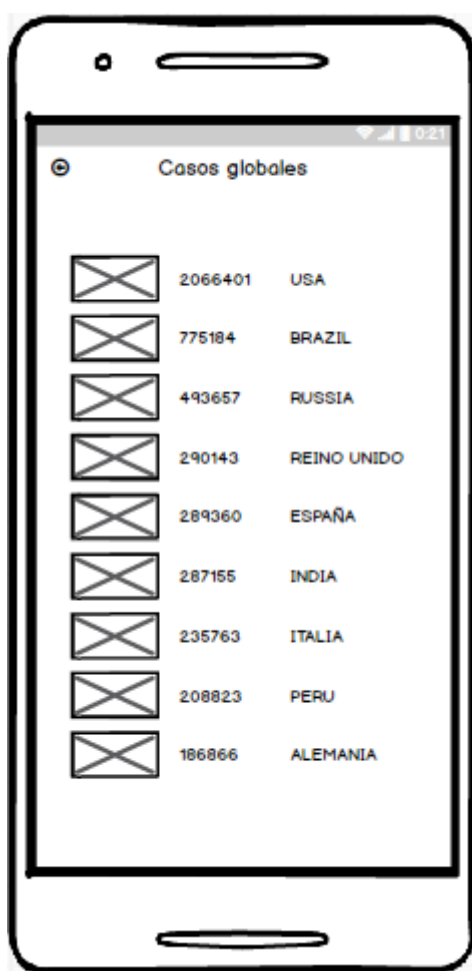 0:21
Casos globales
2066401 USA
775184 BRAZIL
493657 RUSSIA
290143 REINO UNIDO
289360 ESPAÑA
287155 INDIA
235763 ITALIA
208823 PERU
186866 ALEMANIA